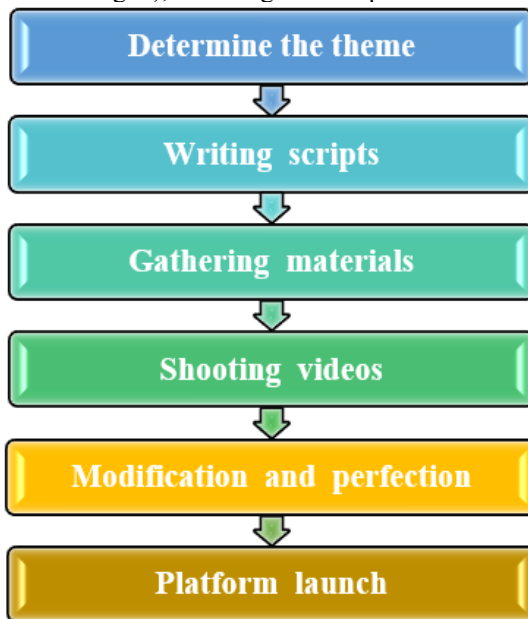 Determine the theme
Writing scripts
Gathering materials
Shooting videos
Modification and perfection
Platform launch